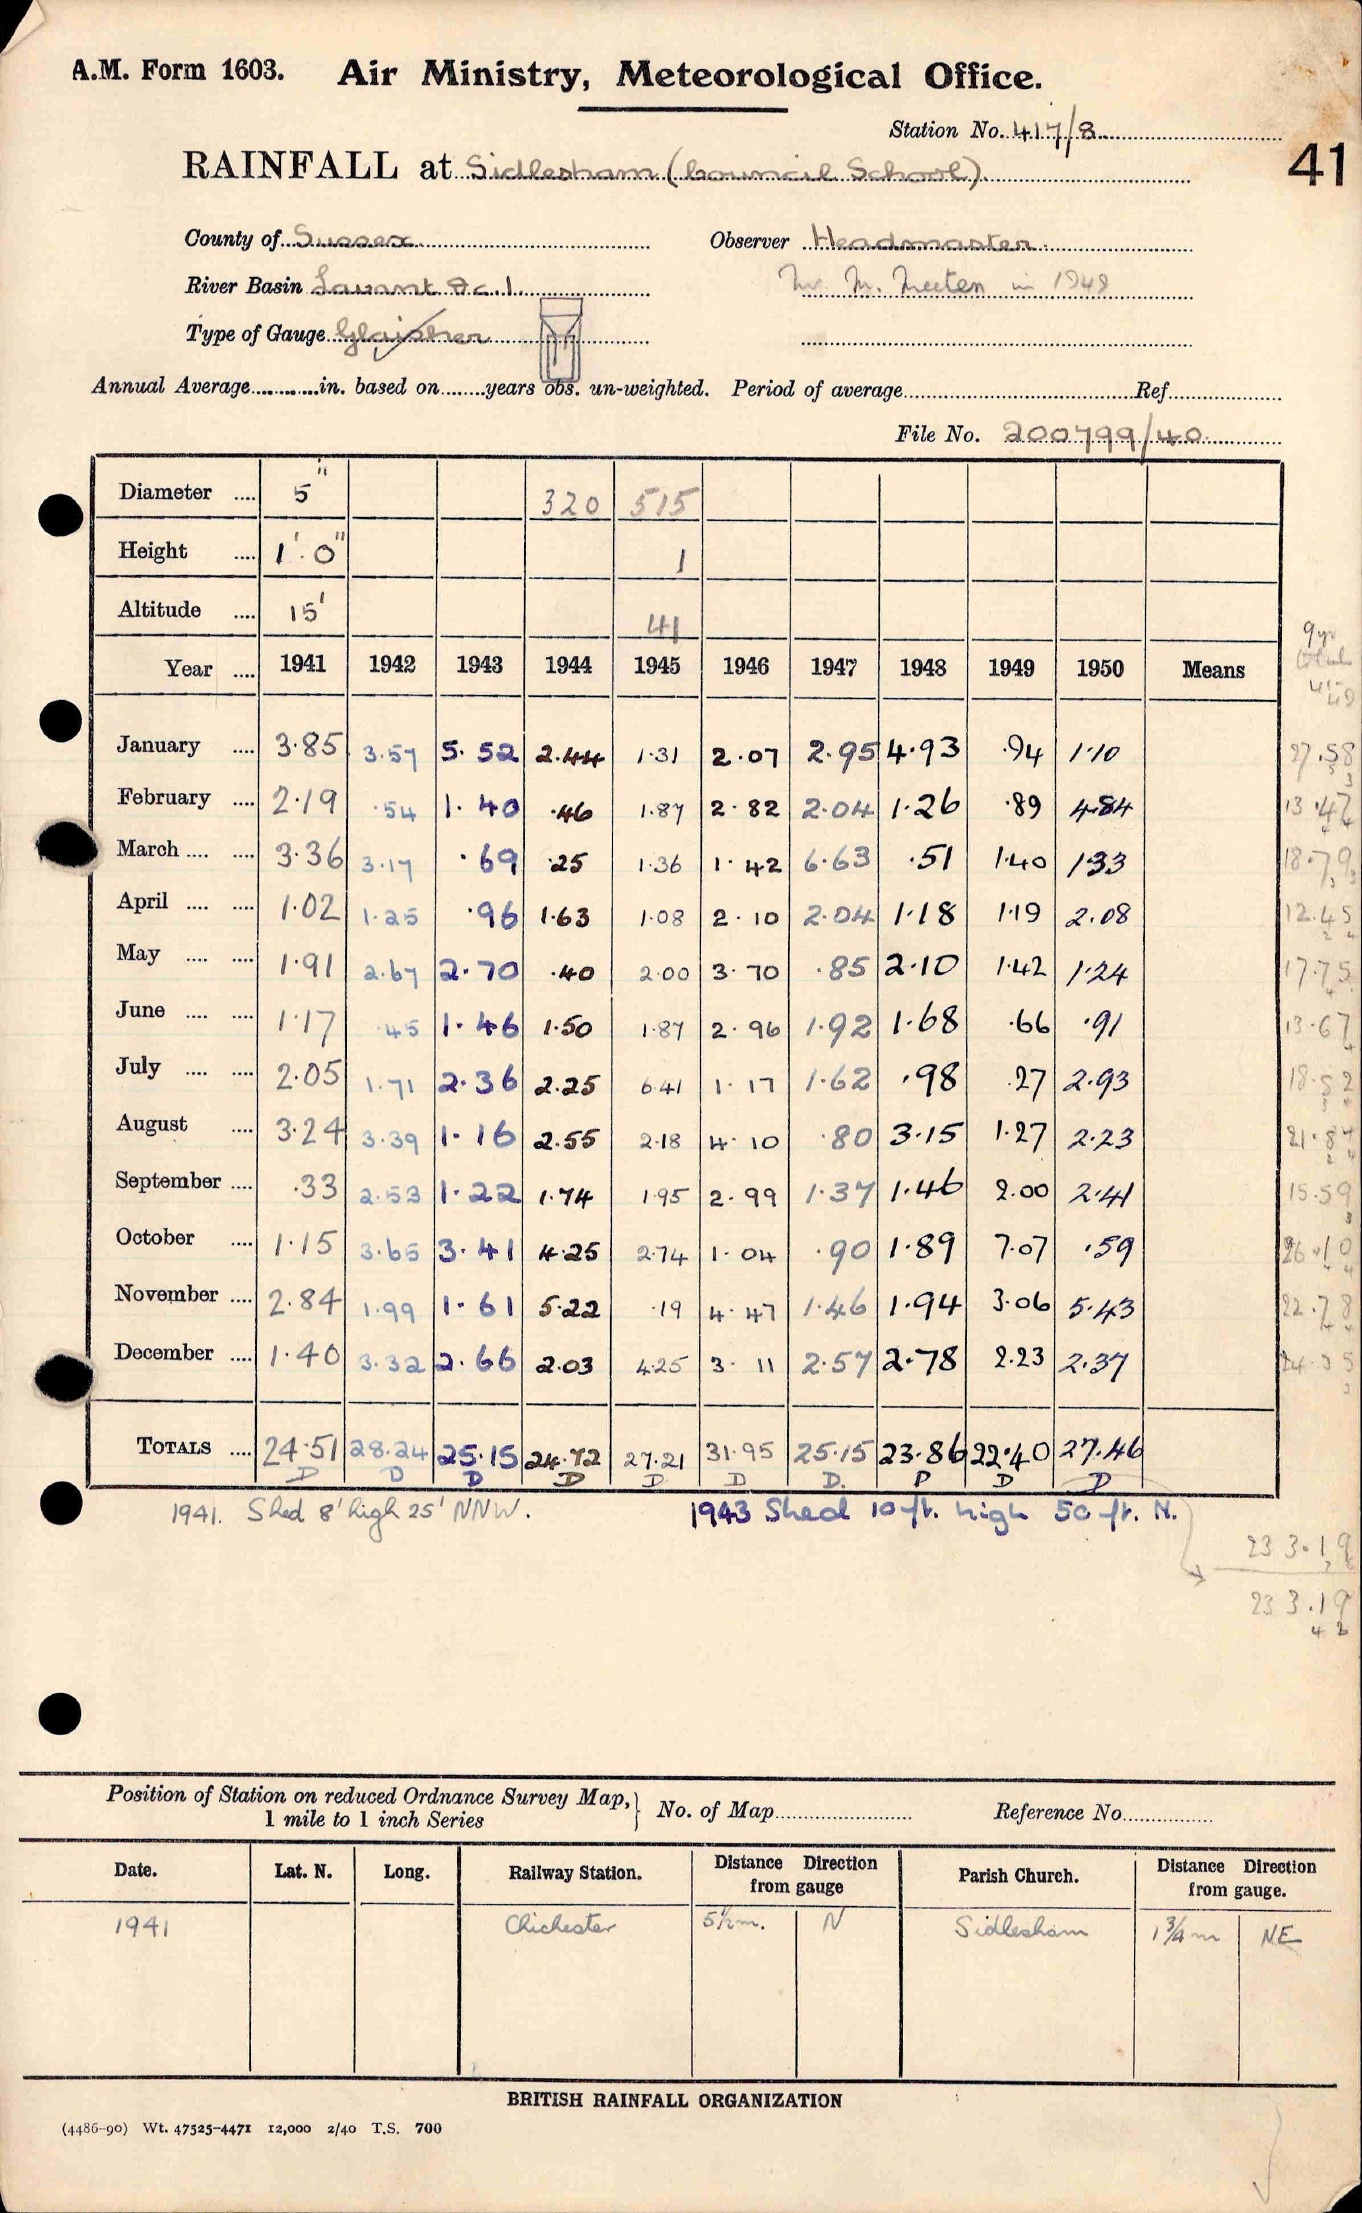 A.M. Form 1603. Air Ministry, Meteorological Office.
Station No. 417/8
41
RAINFALL at Sidlesham (Council School)
County of Sussex Observer Headmaster
River Basin Lavant &c. 1. Mr. M. Meeten in 1949
Type of Gauge Glaisher
Annual Average in. based on years obs. un-weighted. Period of average Ref
File No. 200799/40
Diameter .... 5" 320 515
Height .... 1'.0" 1
Altitude .... 15' 41
9 yr
41-49
Year .... 1941 1942 1943 1944 1945 1946 1947 1948 1949 1950 Means
January .... 3.85 3.57 5.52 2.44 1.31 2.07 2.95 4.93 .94 1.10 27.58
February .... 2.19 .54 1.40 .46 1.87 2.82 2.04 1.26 .89 4.84 13.47
March .... .... 3.36 3.17 .69 .25 1.36 1.42 6.63 .51 1.40 1.33 18.79
April .... .... 1.02 1.25 .96 1.63 1.08 2.10 2.04 1.18 1.19 2.08 12.45
May .... .... 1.91 2.67 2.70 .40 2.00 3.70 .85 2.10 1.42 1.24 17.75
June .... .... 1.17 .45 1.46 1.50 1.87 2.96 1.92 1.68 .66 .91 13.67
July .... .... 2.05 1.71 2.36 2.25 6.41 1.17 1.62 .98 .27 2.93 18.82
August .... 3.24 3.39 1.16 2.55 2.18 4.10 .80 3.15 1.27 2.23 21.84
September .... .33 2.53 1.22 1.74 1.95 2.99 1.37 1.46 2.00 2.41 15.59
October .... 1.15 3.65 3.41 4.25 2.74 1.04 .90 1.89 7.07 .59 26.10
November .... 2.84 1.99 1.61 5.22 .19 4.47 1.46 1.94 3.06 5.43 22.78
December .... 1.40 3.32 2.66 2.03 4.25 3.11 2.57 2.78 2.23 2.37 24.35
TOTALS .... 24.51 28.24 25.15 24.72 27.21 31.95 25.15 23.86 22.40 27.46
D D D D D D D. P D D
1941. Shed 8' high 25' NNW. 1943 Shed 10 ft. high 50 ft. N.
233.19
233.19
Position of Station on reduced Ordnance Survey Map, 1 mile to 1 inch Series } No. of Map Reference No.
Date. Lat. N. Long. Railway Station. Distance Direction from gauge Parish Church. Distance Direction from gauge.
1941 Chichester 5½m. N Sidlesham 1¾m NE
BRITISH RAINFALL ORGANIZATION
(4486-90) Wt. 47525-4471 12,000 2/40 T.S. 700